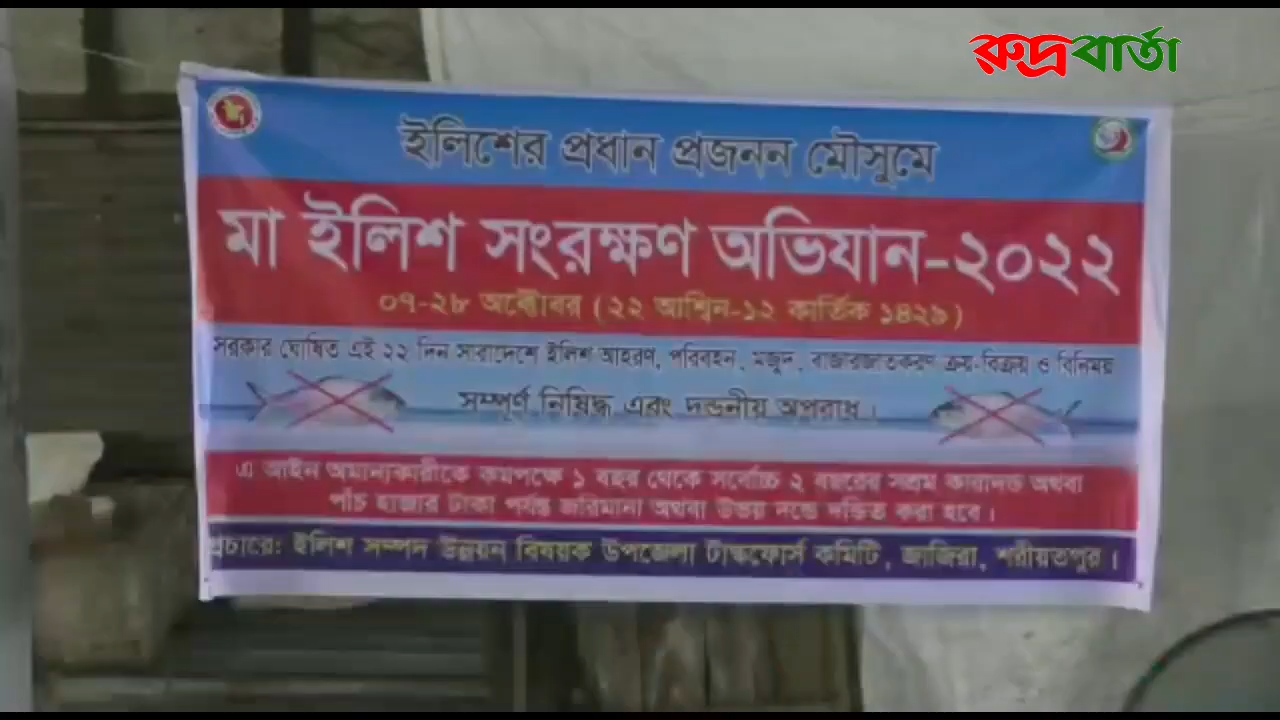 রুদ্রবার্তা
ইলিশের প্রধান প্রজনন মৌসুমে
মা ইলিশ সংরক্ষণ অভিযান-২০২২
০৭-২৮ অক্টোবর (২২ আশ্বিন-১২ কার্তিক ১৪২৯)
সরকার ঘোষিত এই ২২ দিন সারাদেশে ইলিশ আহরণ, পরিবহন, মজুদ, বাজারজাতকরণ ক্রয়-বিক্রয় ও বিনিময়
সম্পূর্ণ নিষিদ্ধ এবং দন্ডনীয় অপরাধ।
এ আইন অমান্যকারীকে কমপক্ষে ১ বছর থেকে সর্বোচ্চ ২ বছরের সশ্রম কারাদন্ড অথবা
পাঁচ হাজার টাকা পর্যন্ত জরিমানা অথবা উভয় দন্ডে দন্ডিত করা হবে।
প্রচারে: ইলিশ সম্পদ উন্নয়ন বিষয়ক উপজেলা টাস্কফোর্স কমিটি, জাজিরা, শরীয়তপুর।